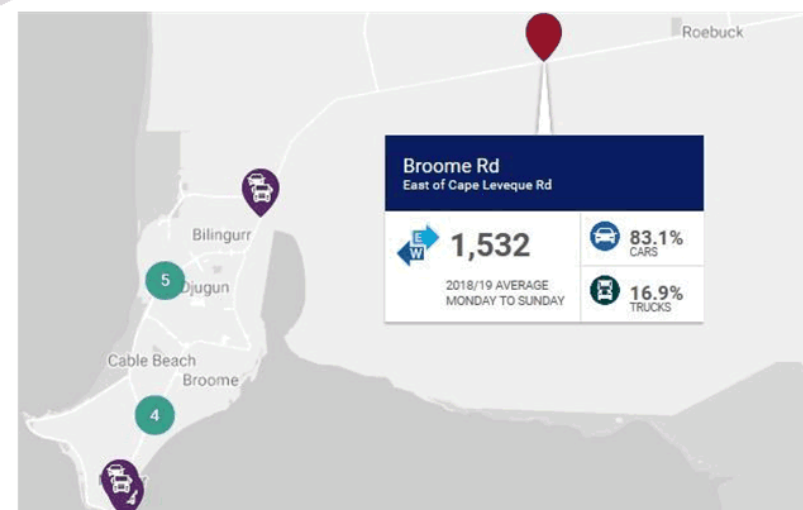 Roebuck
Broome Rd
East of Cape Leveque Rd
E
W
1,532
2018/19 AVERAGE
MONDAY TO SUNDAY
83.1%
CARS
16.9%
TRUCKS
Bilingurr
5
Djugun
Cable Beach
Broome
4